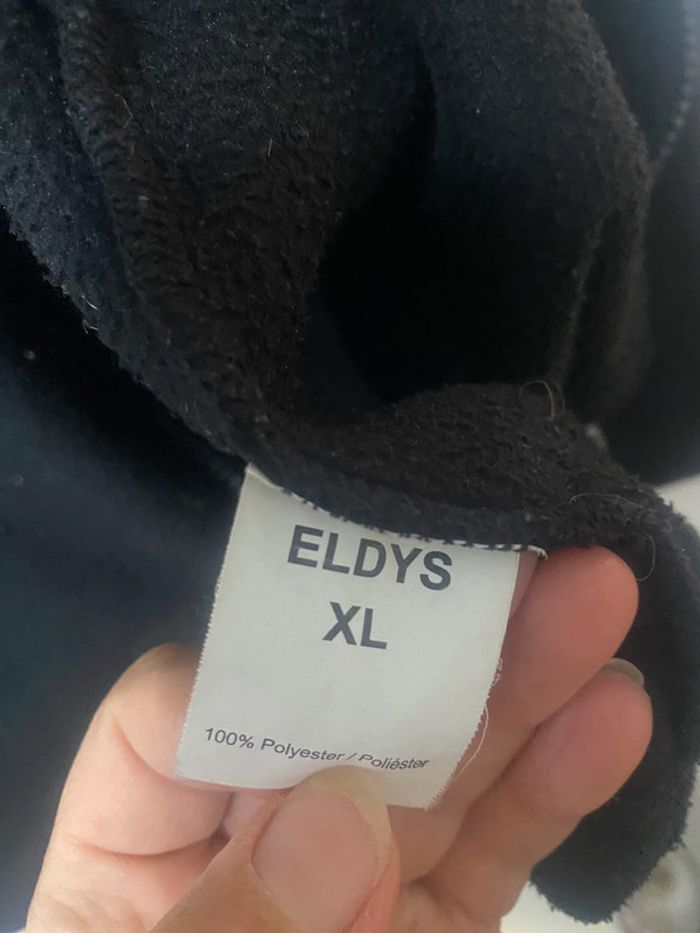 ELDYS
XL
100% Polyester / Poliéster